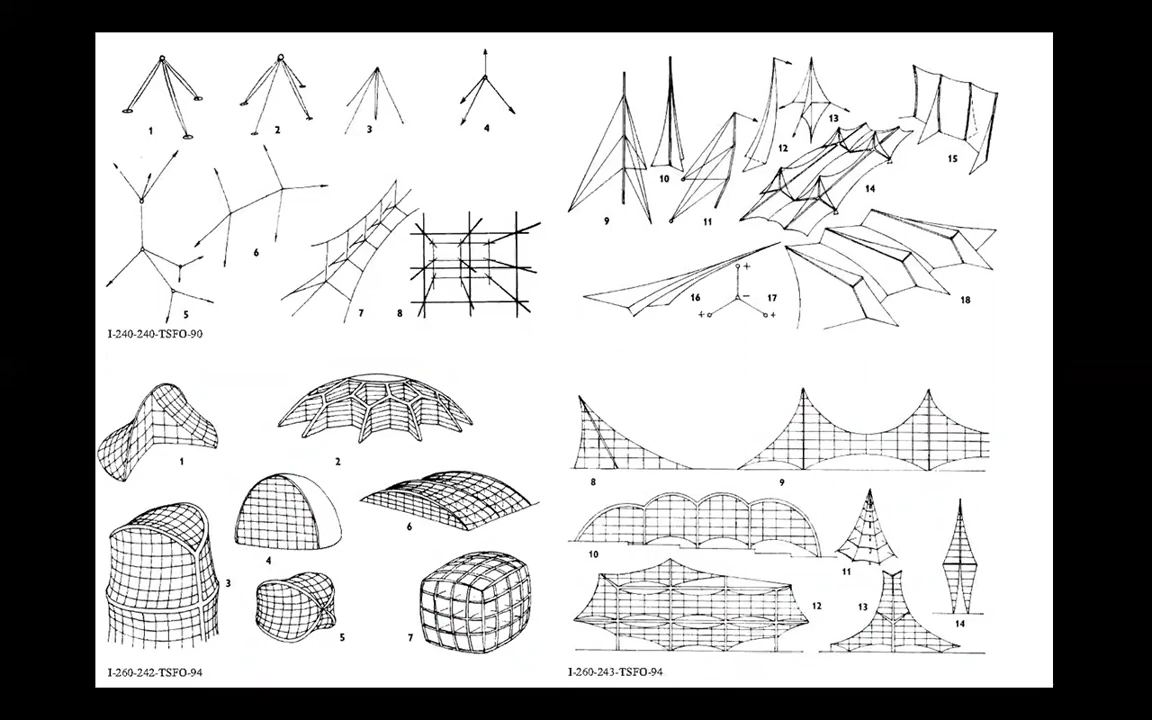 1 2 3 4
5 6 7 8
I-240-240-TSFO-90
9 10 11 12 13 14 15
16 17 18
1 2
3 4 5 6 7
I-260-242-TSFO-94
8 9
10 11 12 13 14
I-260-243-TSFO-94